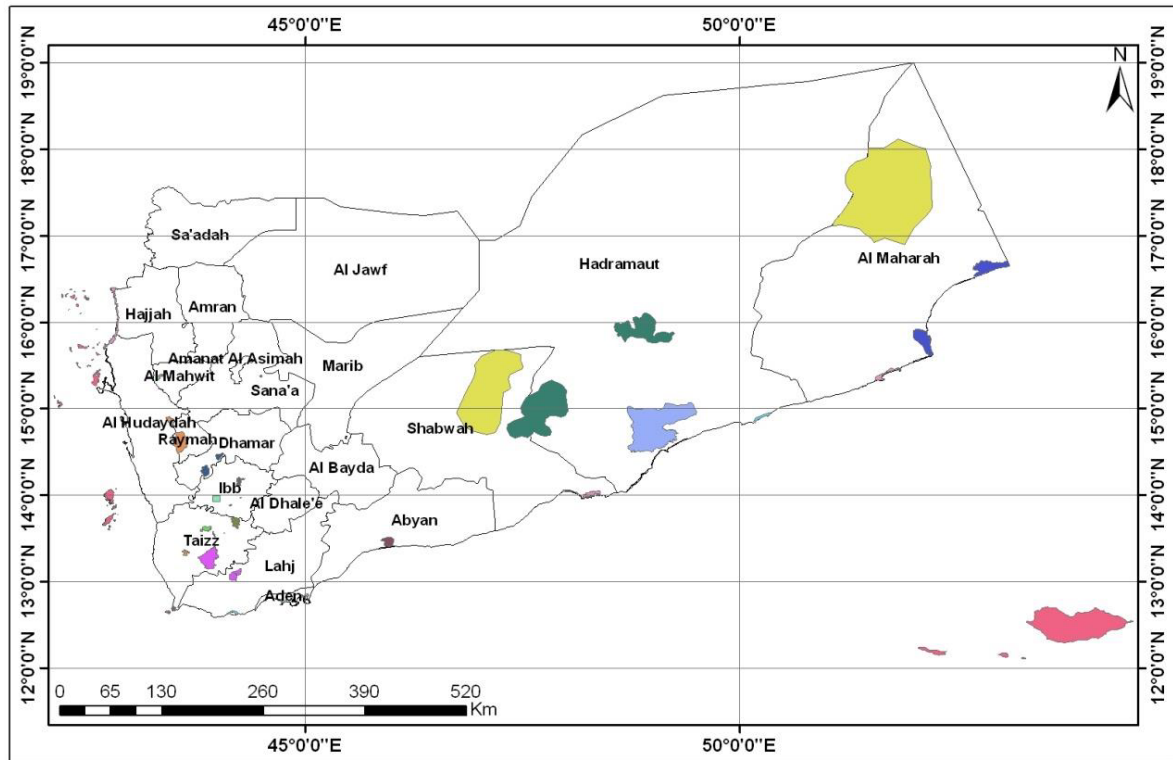 45°0'0"E 50°0'0"E
N
19°0'0"N 19°0'0"N
18°0'0"N 18°0'0"N
17°0'0"N 17°0'0"N
16°0'0"N 16°0'0"N
15°0'0"N 15°0'0"N
14°0'0"N 14°0'0"N
13°0'0"N 13°0'0"N
12°0'0"N 12°0'0"N
Sa'adah
Al Jawf
Hadramaut
Al Maharah
Hajjah
Amran
Amanat Al Asimah
Marib
Al Mahwit
Sana'a
Al Hudaydah
Shabwah
Raymah
Dhamar
Al Bayda
Ibb
Al Dhale'e
Abyan
Taizz
Lahj
Aden
0 65 130 260 390 520
Km
45°0'0"E 50°0'0"E